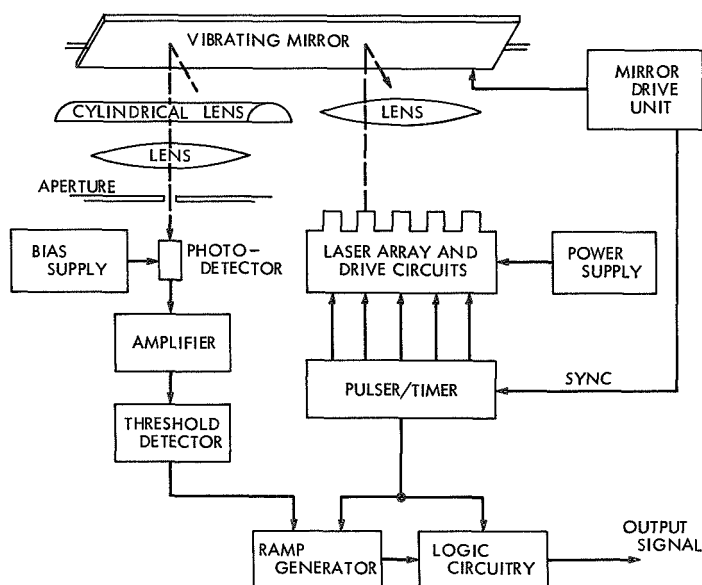 VIBRATING MIRROR
MIRROR
DRIVE
UNIT
CYLINDRICAL LENS
LENS
LENS
APERTURE
BIAS
SUPPLY
PHOTO-
DETECTOR
LASER ARRAY AND
DRIVE CIRCUITS
POWER
SUPPLY
AMPLIFIER
PULSER/TIMER
SYNC
THRESHOLD
DETECTOR
RAMP
GENERATOR
LOGIC
CIRCUITRY
OUTPUT
SIGNAL